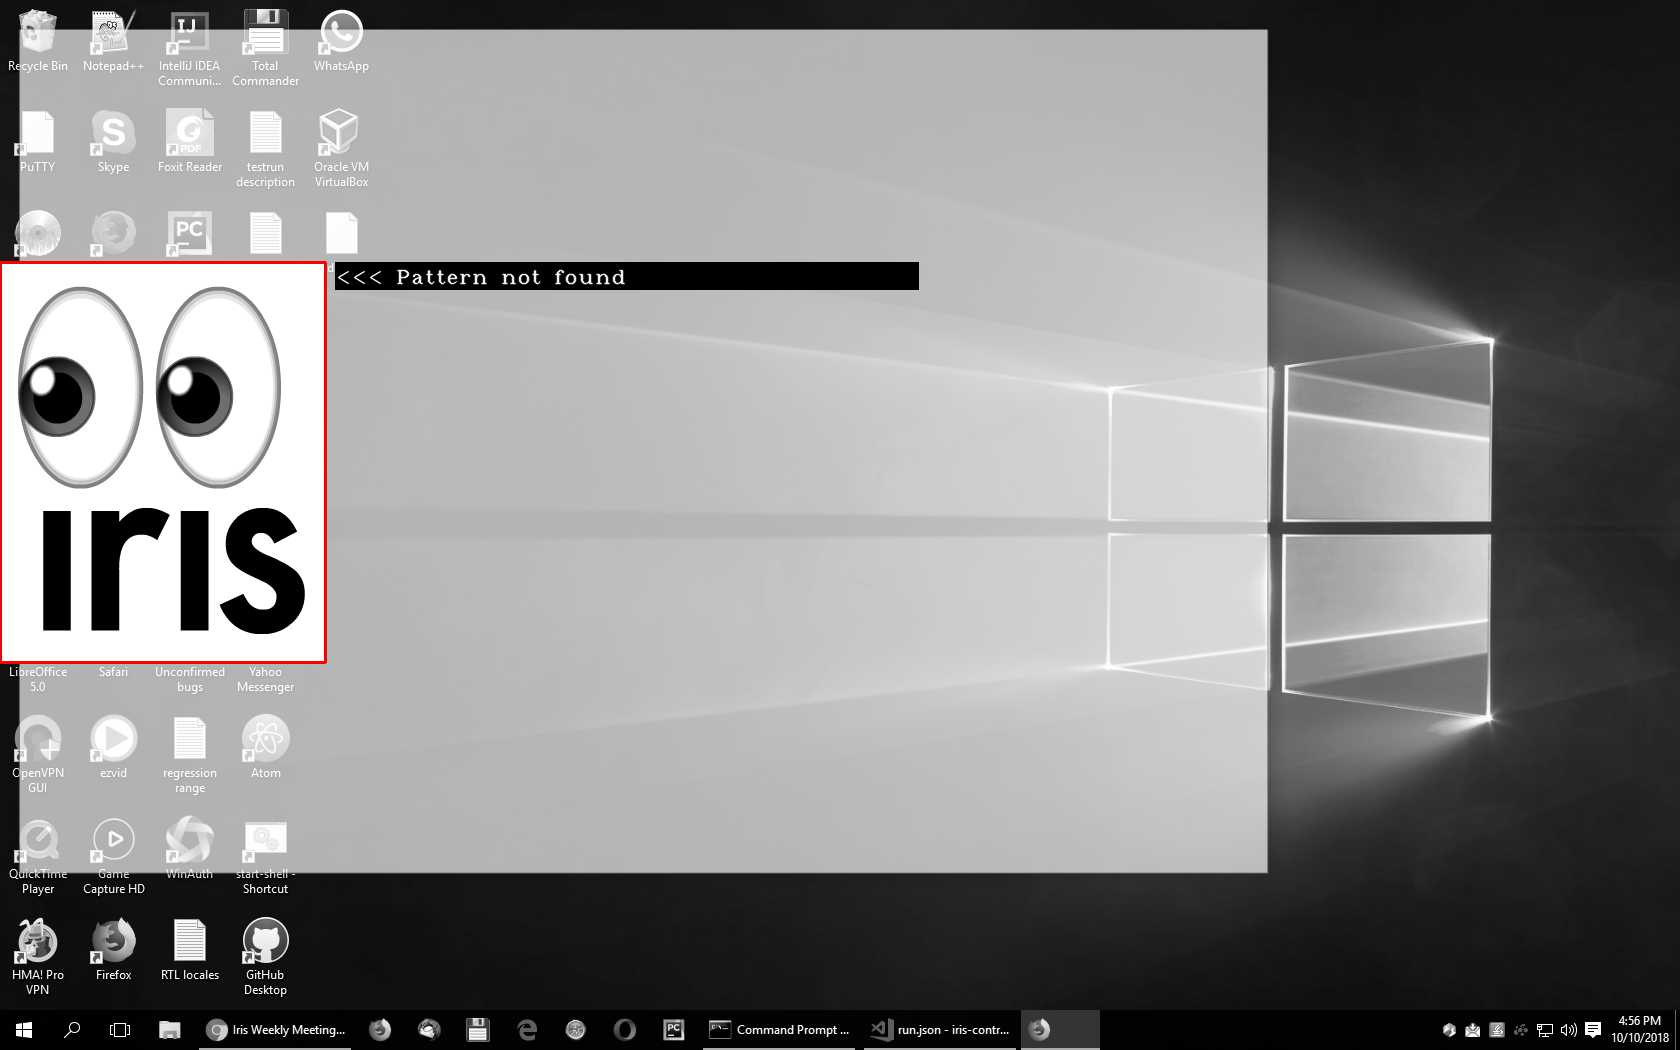 Recycle Bin
Notepad++
IntelliJ IDEA
Communi...
Total
Commander
WhatsApp
PuTTY
Skype
Foxit Reader
testrun
description
Oracle VM
VirtualBox
<<< Pattern not found
iris
LibreOffice
5.0
Safari
Unconfirmed
bugs
Yahoo
Messenger
OpenVPN
GUI
ezvid
regression
range
Atom
QuickTime
Player
Game
Capture HD
WinAuth
start-shell -
Shortcut
HMA! Pro
VPN
Firefox
RTL locales
GitHub
Desktop
Iris Weekly Meeting...
Command Prompt ...
run.json - iris-contr...
4:56 PM
10/10/2018